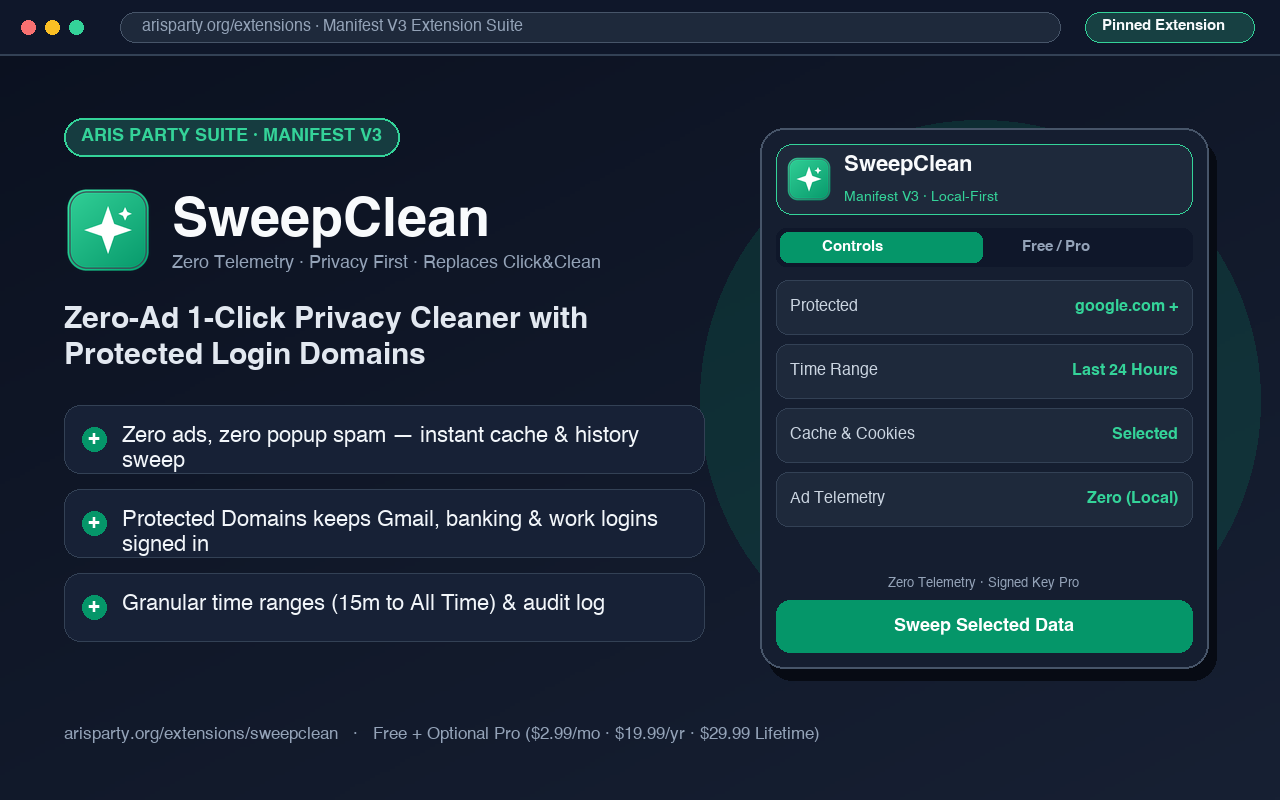 arisparty.org/extensions · Manifest V3 Extension Suite
Pinned Extension
ARIS PARTY SUITE · MANIFEST V3
SweepClean
Zero Telemetry · Privacy First · Replaces Click&Clean
Zero-Ad 1-Click Privacy Cleaner with
Protected Login Domains
Zero ads, zero popup spam — instant cache & history
sweep
Protected Domains keeps Gmail, banking & work logins
signed in
Granular time ranges (15m to All Time) & audit log
SweepClean
Manifest V3 · Local-First
Controls
Free / Pro
Protected google.com +
Time Range Last 24 Hours
Cache & Cookies Selected
Ad Telemetry Zero (Local)
Zero Telemetry · Signed Key Pro
Sweep Selected Data
arisparty.org/extensions/sweepclean · Free + Optional Pro ($2.99/mo · $19.99/yr · $29.99 Lifetime)